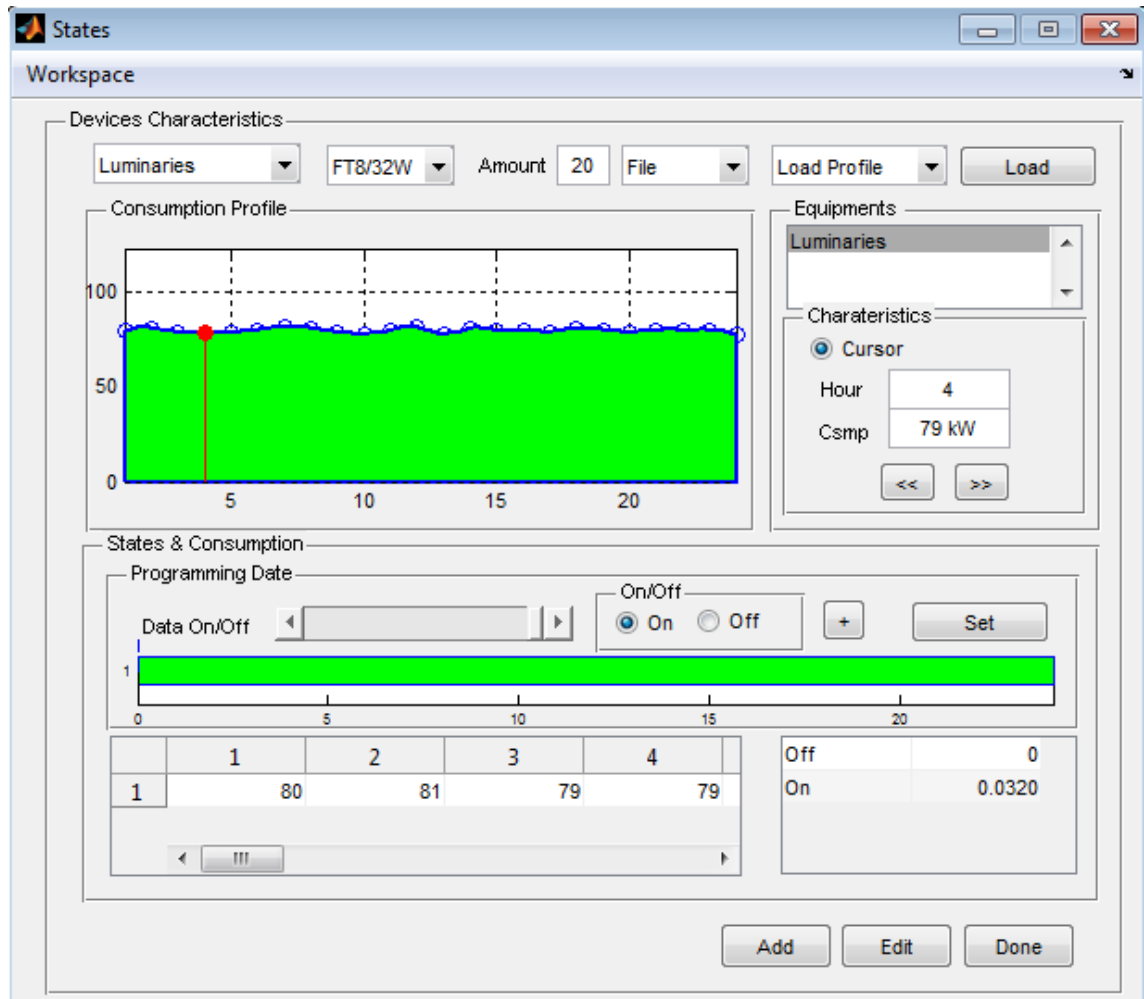 States
Workspace
Devices Characteristics
Luminaries FT8/32W Amount 20 File Load Profile Load
Consumption Profile
100
50
0
5 10 15 20
Equipments
Luminaries
Charateristics
Cursor
Hour 4
Csmp 79 kW
<< >>
States & Consumption
Programming Date
Data On/Off
On/Off
On Off + Set
1
0 5 10 15 20
1 2 3 4
1 80 81 79 79
Off 0
On 0.0320
Add Edit Done